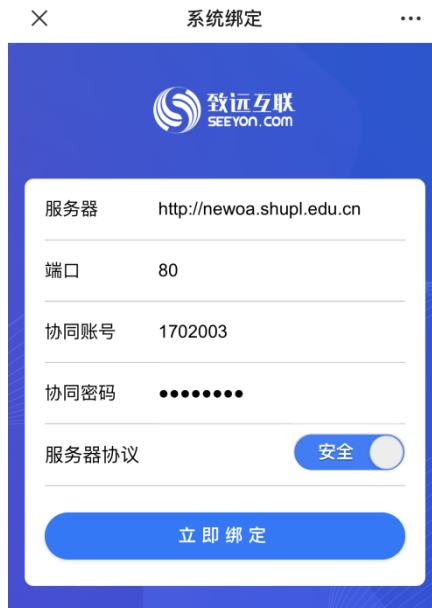 系统绑定
致远互联
SEEYON.COM
服务器 http://newoa.shupl.edu.cn
端口 80
协同账号 1702003
协同密码 ●●●●●●●●
服务器协议 安全
立即绑定